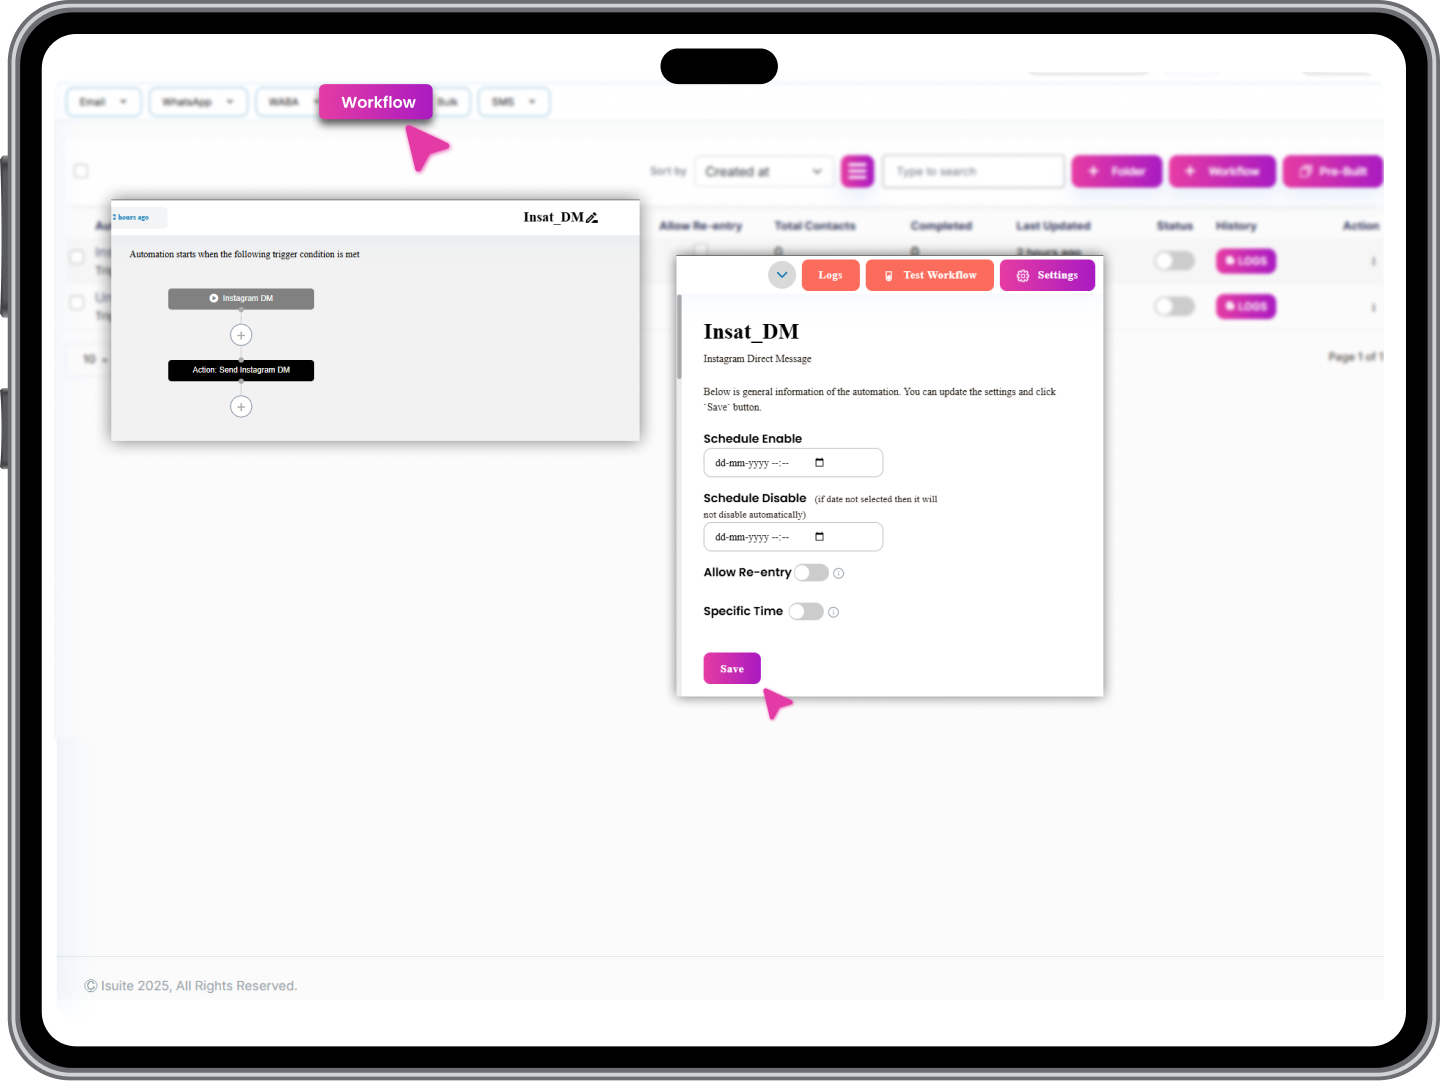 Email
WhatsApp
WABA
Workflow
Bulk
SMS
Sort by
Created at
Type to search
+ Folder
+ Workflow
Pre-Built
Allow Re-entry
Total Contacts
Completed
Last Updated
Status
History
Action
0
0
2 hours ago
LOGS
LOGS
10
Page 1 of 1
2 hours ago
Insat_DM
Automation starts when the following trigger condition is met
Instagram DM
+
Action: Send Instagram DM
+
Logs
Test Workflow
Settings
Insat_DM
Instagram Direct Message
Below is general information of the automation. You can update the settings and click
`Save` button.
Schedule Enable
dd-mm-yyyy --:--
Schedule Disable (if date not selected then it will
not disable automatically)
dd-mm-yyyy --:--
Allow Re-entry
Specific Time
Save
© Isuite 2025, All Rights Reserved.